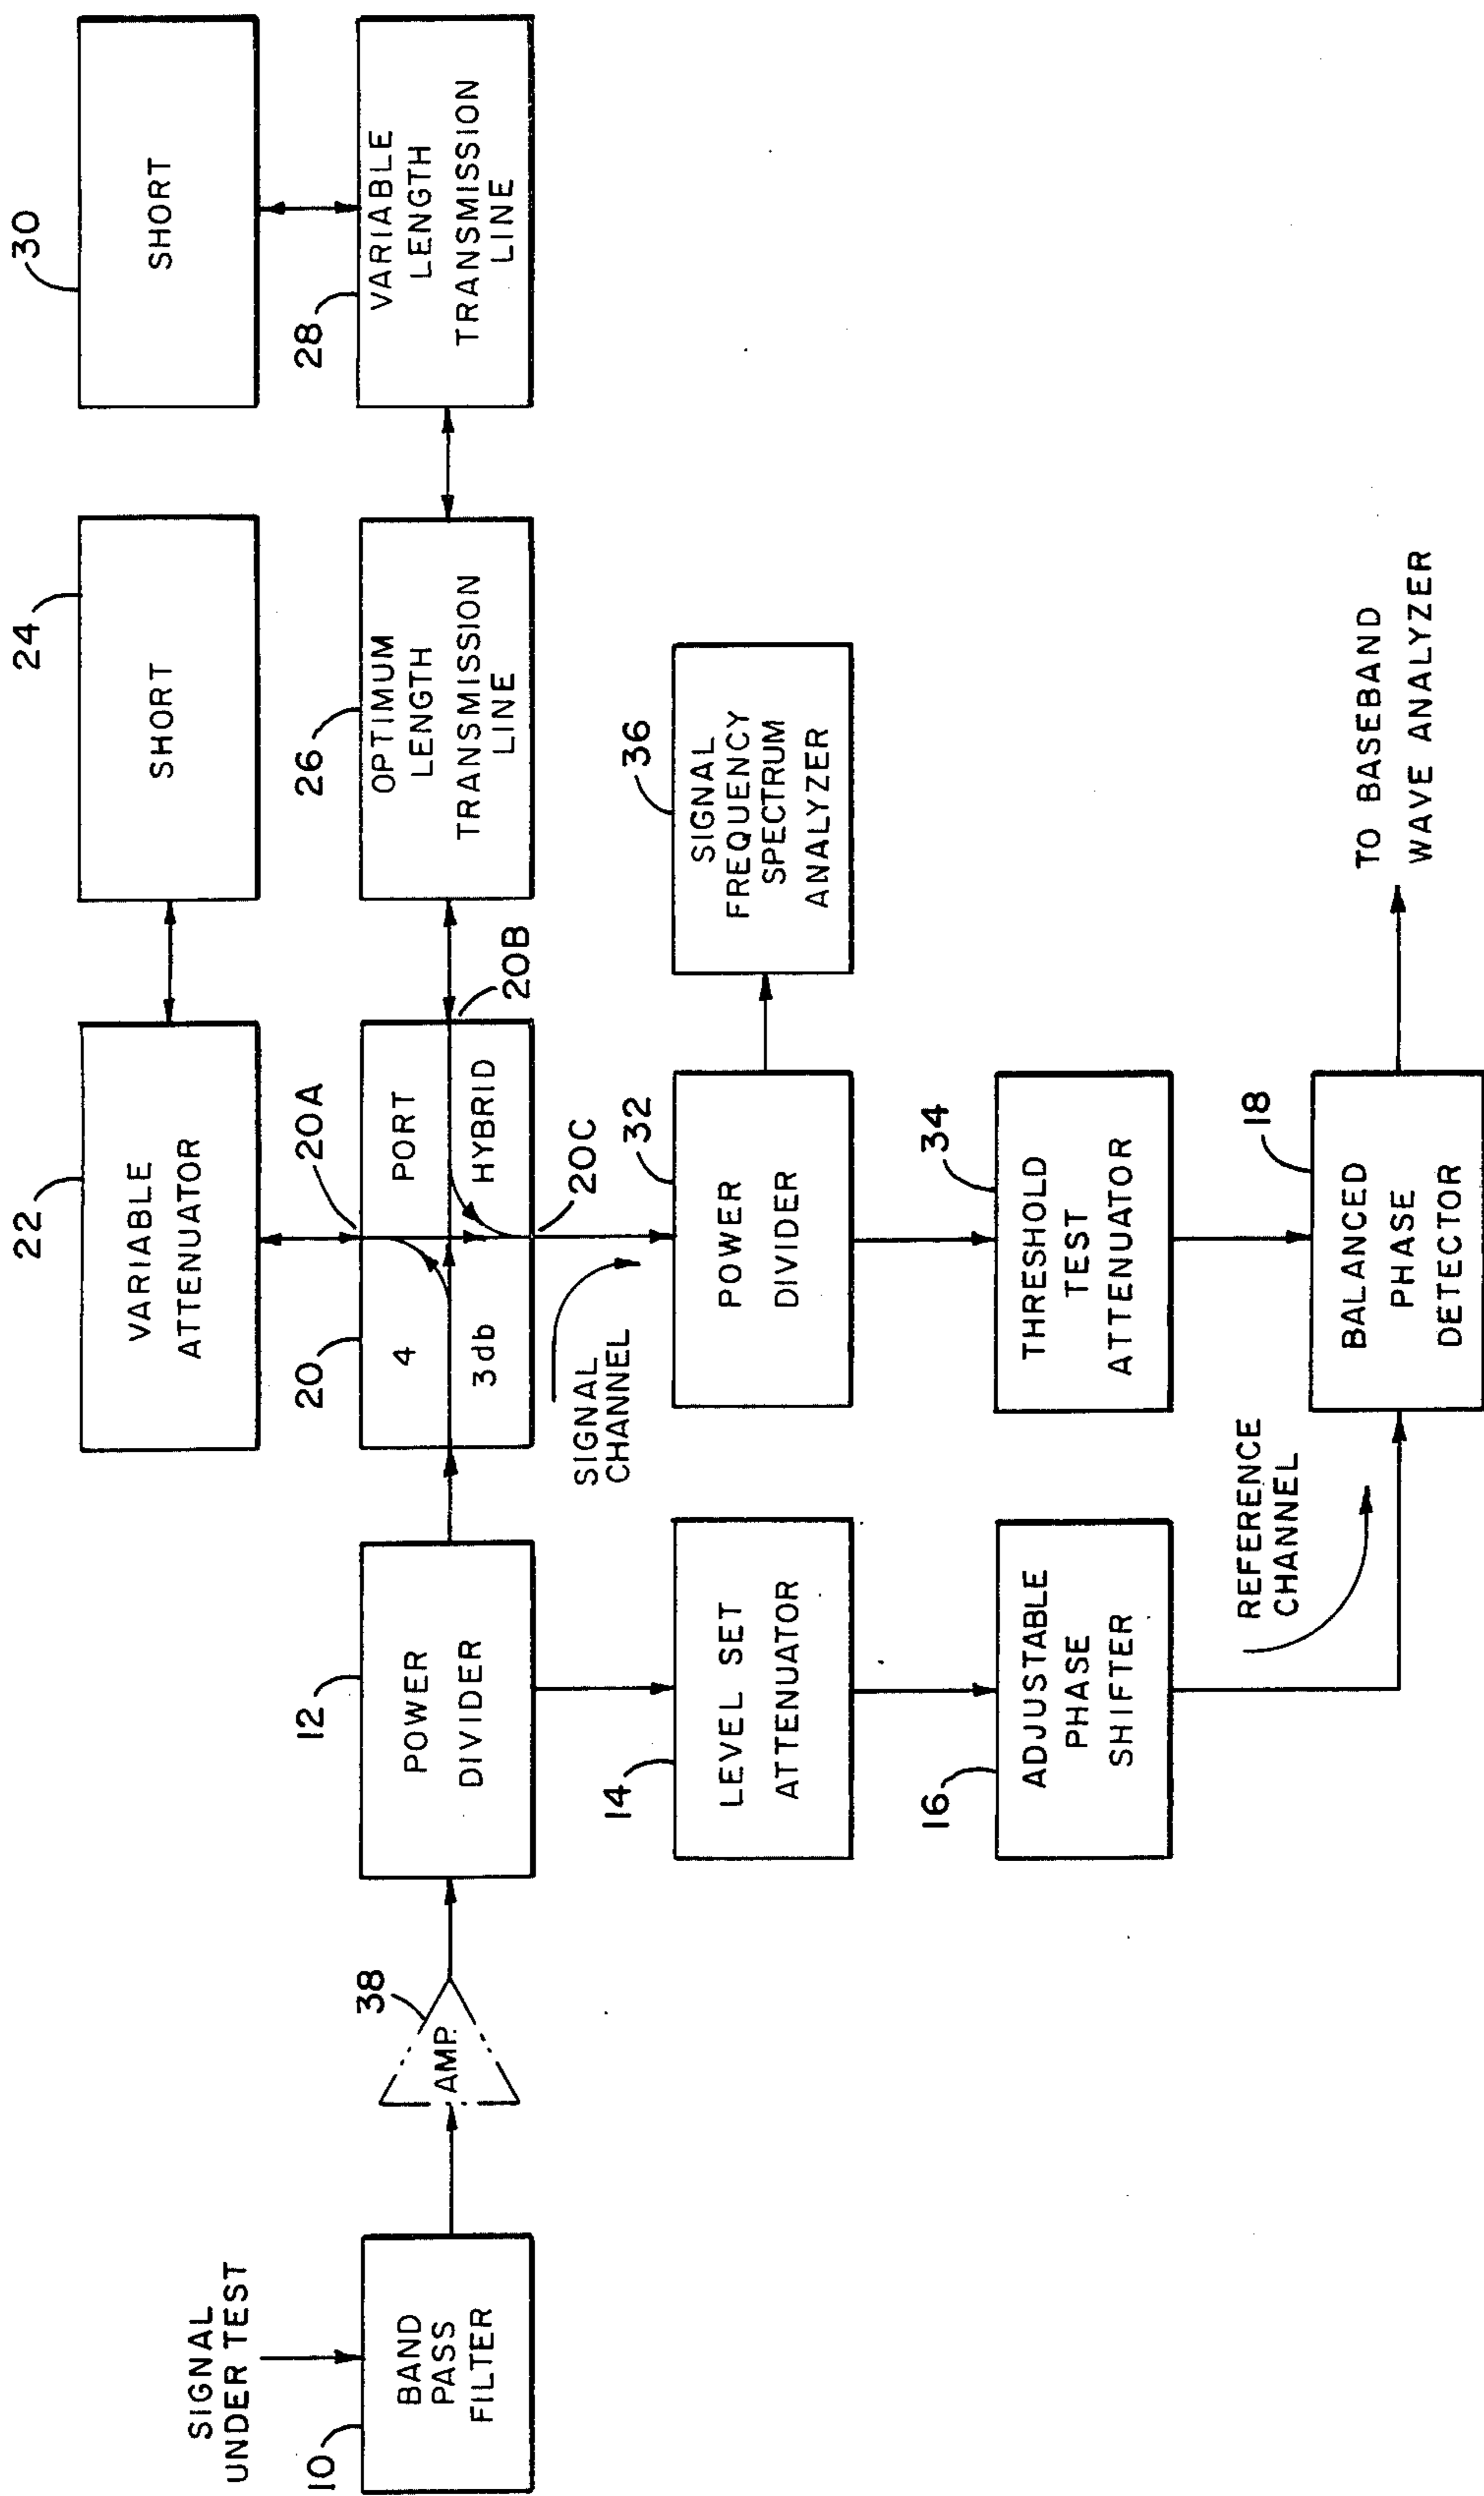 SIGNAL
UNDER TEST
10
BAND
PASS
FILTER
38
AMP.
12
POWER
DIVIDER
14
LEVEL SET
ATTENUATOR
16
ADJUSTABLE
PHASE
SHIFTER
REFERENCE
CHANNEL
22
VARIABLE
ATTENUATOR
24
SHORT
30
SHORT
20
20A
4 PORT
3db HYBRID
20B
20C
26
OPTIMUM
LENGTH
TRANSMISSION
LINE
28
VARIABLE
LENGTH
TRANSMISSION
LINE
SIGNAL
CHANNEL
32
POWER
DIVIDER
36
SIGNAL
FREQUENCY
SPECTRUM
ANALYZER
34
THRESHOLD
TEST
ATTENUATOR
18
BALANCED
PHASE
DETECTOR
TO BASEBAND
WAVE ANALYZER